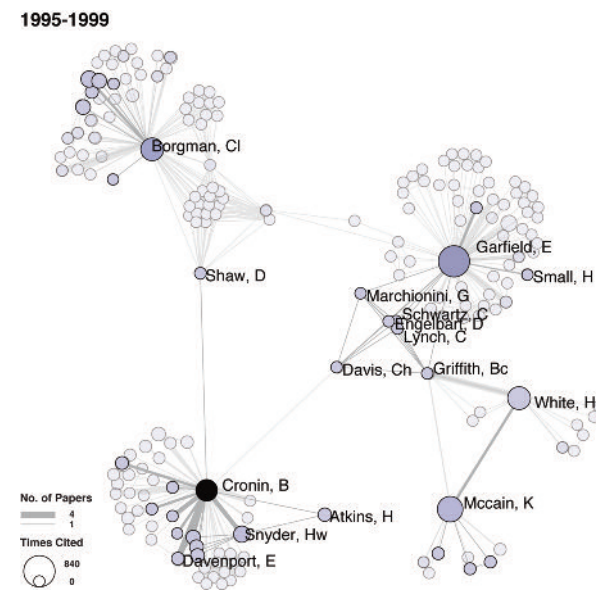 1995-1999
Borgman, Cl
Garfield, E
Shaw, D
Small, H
Marchionini, G
Schwartz, C
Engelbart, D
Lynch, C
Davis, Ch
Griffith, Bc
White, H
Cronin, B
No. of Papers
4
1
Mccain, K
Atkins, H
Snyder, Hw
Times Cited
840
0
Davenport, E